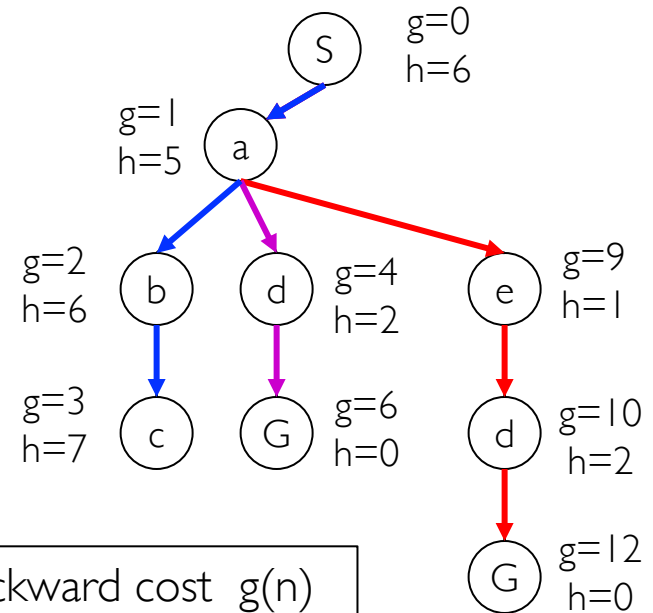 S
g=0
h=6
g=1
h=5
a
g=2
h=6
b
d
g=4
h=2
e
g=9
h=1
g=3
h=7
c
G
g=6
h=0
d
g=10
h=2
ckward cost g(n)
G
g=12
h=0